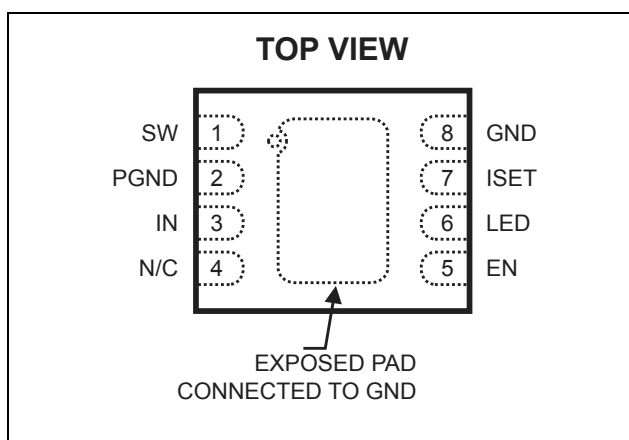 TOP VIEW
SW 1 8 GND
PGND 2 7 ISET
IN 3 6 LED
N/C 4 5 EN
EXPOSED PAD
CONNECTED TO GND